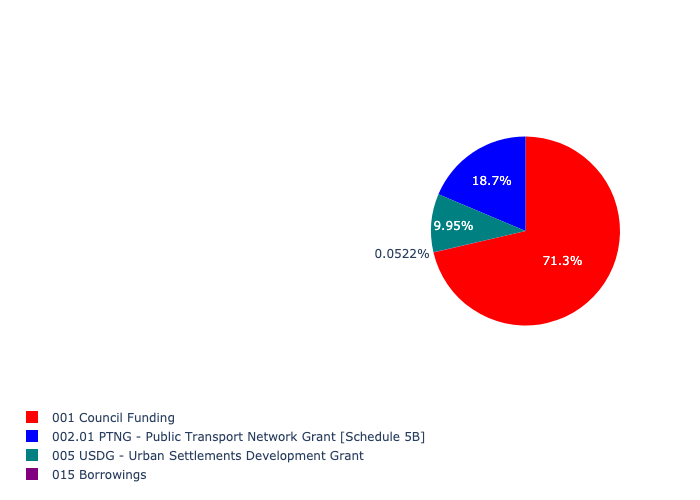 18.7%
9.95%
0.0522%
71.3%
001 Council Funding
002.01 PTNG - Public Transport Network Grant [Schedule 5B]
005 USDG - Urban Settlements Development Grant
015 Borrowings